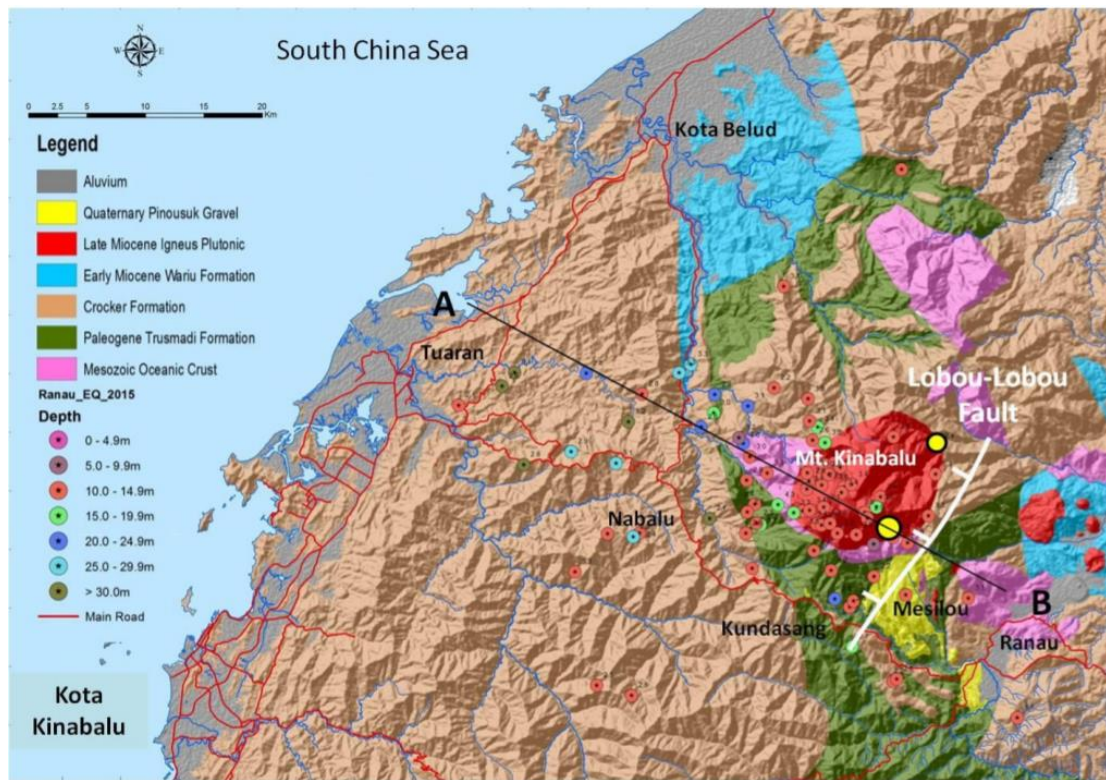 N
W
E
S
South China Sea
0 2.5 5 10 15 20
Km
Legend
Aluvium
Quaternary Pinousuk Gravel
Late Miocene Igneus Plutonic
Early Miocene Wariu Formation
Crocker Formation
Paleogene Trusmadi Formation
Mesozoic Oceanic Crust
Ranau_EQ_2015
Depth
0 - 4.9m
5.0 - 9.9m
10.0 - 14.9m
15.0 - 19.9m
20.0 - 24.9m
25.0 - 29.9m
> 30.0m
Main Road
Kota
Kinabalu
Kota Belud
A
Tuaran
Lobou-Lobou
Fault
Mt. Kinabalu
Nabalu
B
Mesilou
Kundasang
Ranau